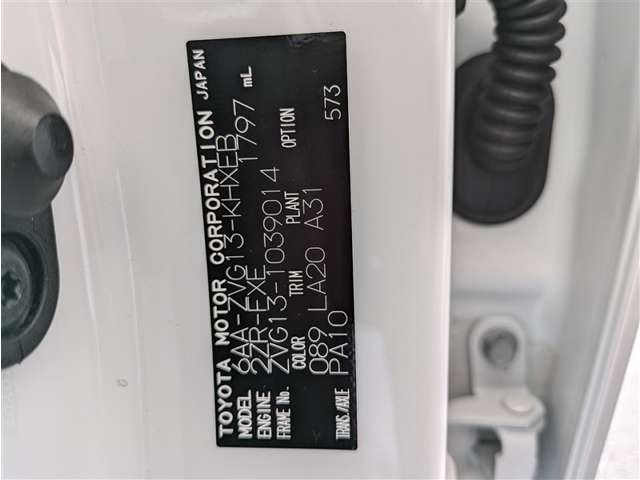 TOYOTA MOTOR CORPORATION JAPAN
MODEL 6AA-ZVG13-KHXEB
ENGINE 2ZR-EXE 1797 mL
FRAME No. ZVG13-1039014
COLOR TRIM PLANT OPTION
089 LA20 A31 573
TRANS./AXLE PA10